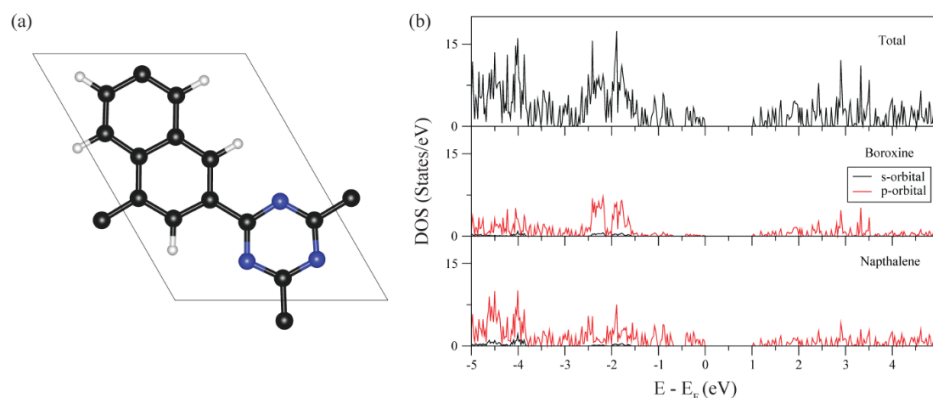 (a)
(b)
15
Total
0
15
Boroxine
s-orbital
p-orbital
DOS (States/eV)
0
15
Napthalene
0
-5 -4 -3 -2 -1 0 1 2 3 4
E - E_F (eV)